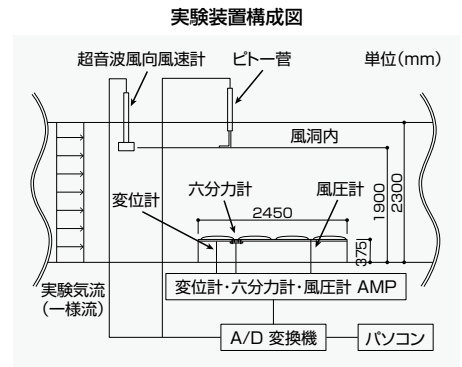 実験装置構成図
超音波風向風速計
ピトー菅
単位(mm)
風洞内
変位計
六分力計
風圧計
2450
375
1900
2300
実験気流
(一様流)
変位計・六分力計・風圧計 AMP
A/D 変換機
パソコン